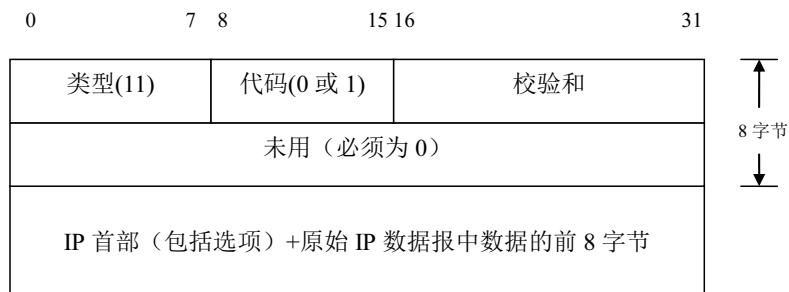 0 7 8 15 16 31
类型(11) 代码(0 或 1) 校验和
8 字节
未用（必须为 0）
IP 首部（包括选项）+原始 IP 数据报中数据的前 8 字节